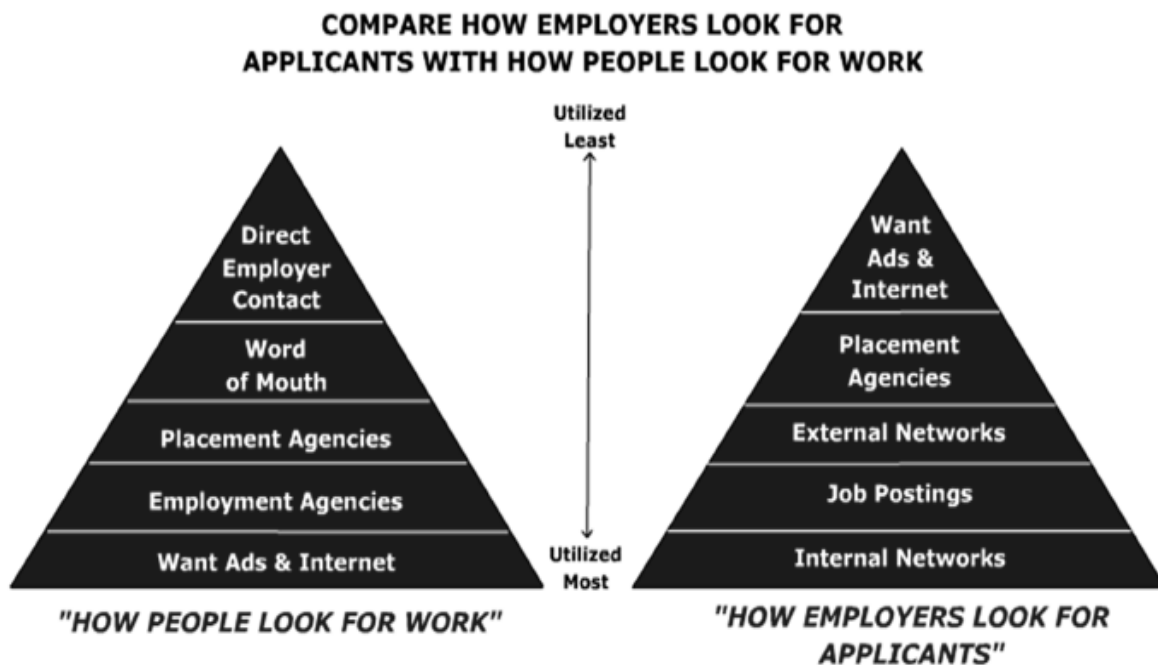 COMPARE HOW EMPLOYERS LOOK FOR
APPLICANTS WITH HOW PEOPLE LOOK FOR WORK
Utilized
Least
Direct
Employer
Contact
Word
of Mouth
Placement Agencies
Employment Agencies
Want Ads & Internet
"HOW PEOPLE LOOK FOR WORK"
Utilized
Most
Want
Ads &
Internet
Placement
Agencies
External Networks
Job Postings
Internal Networks
"HOW EMPLOYERS LOOK FOR
APPLICANTS"